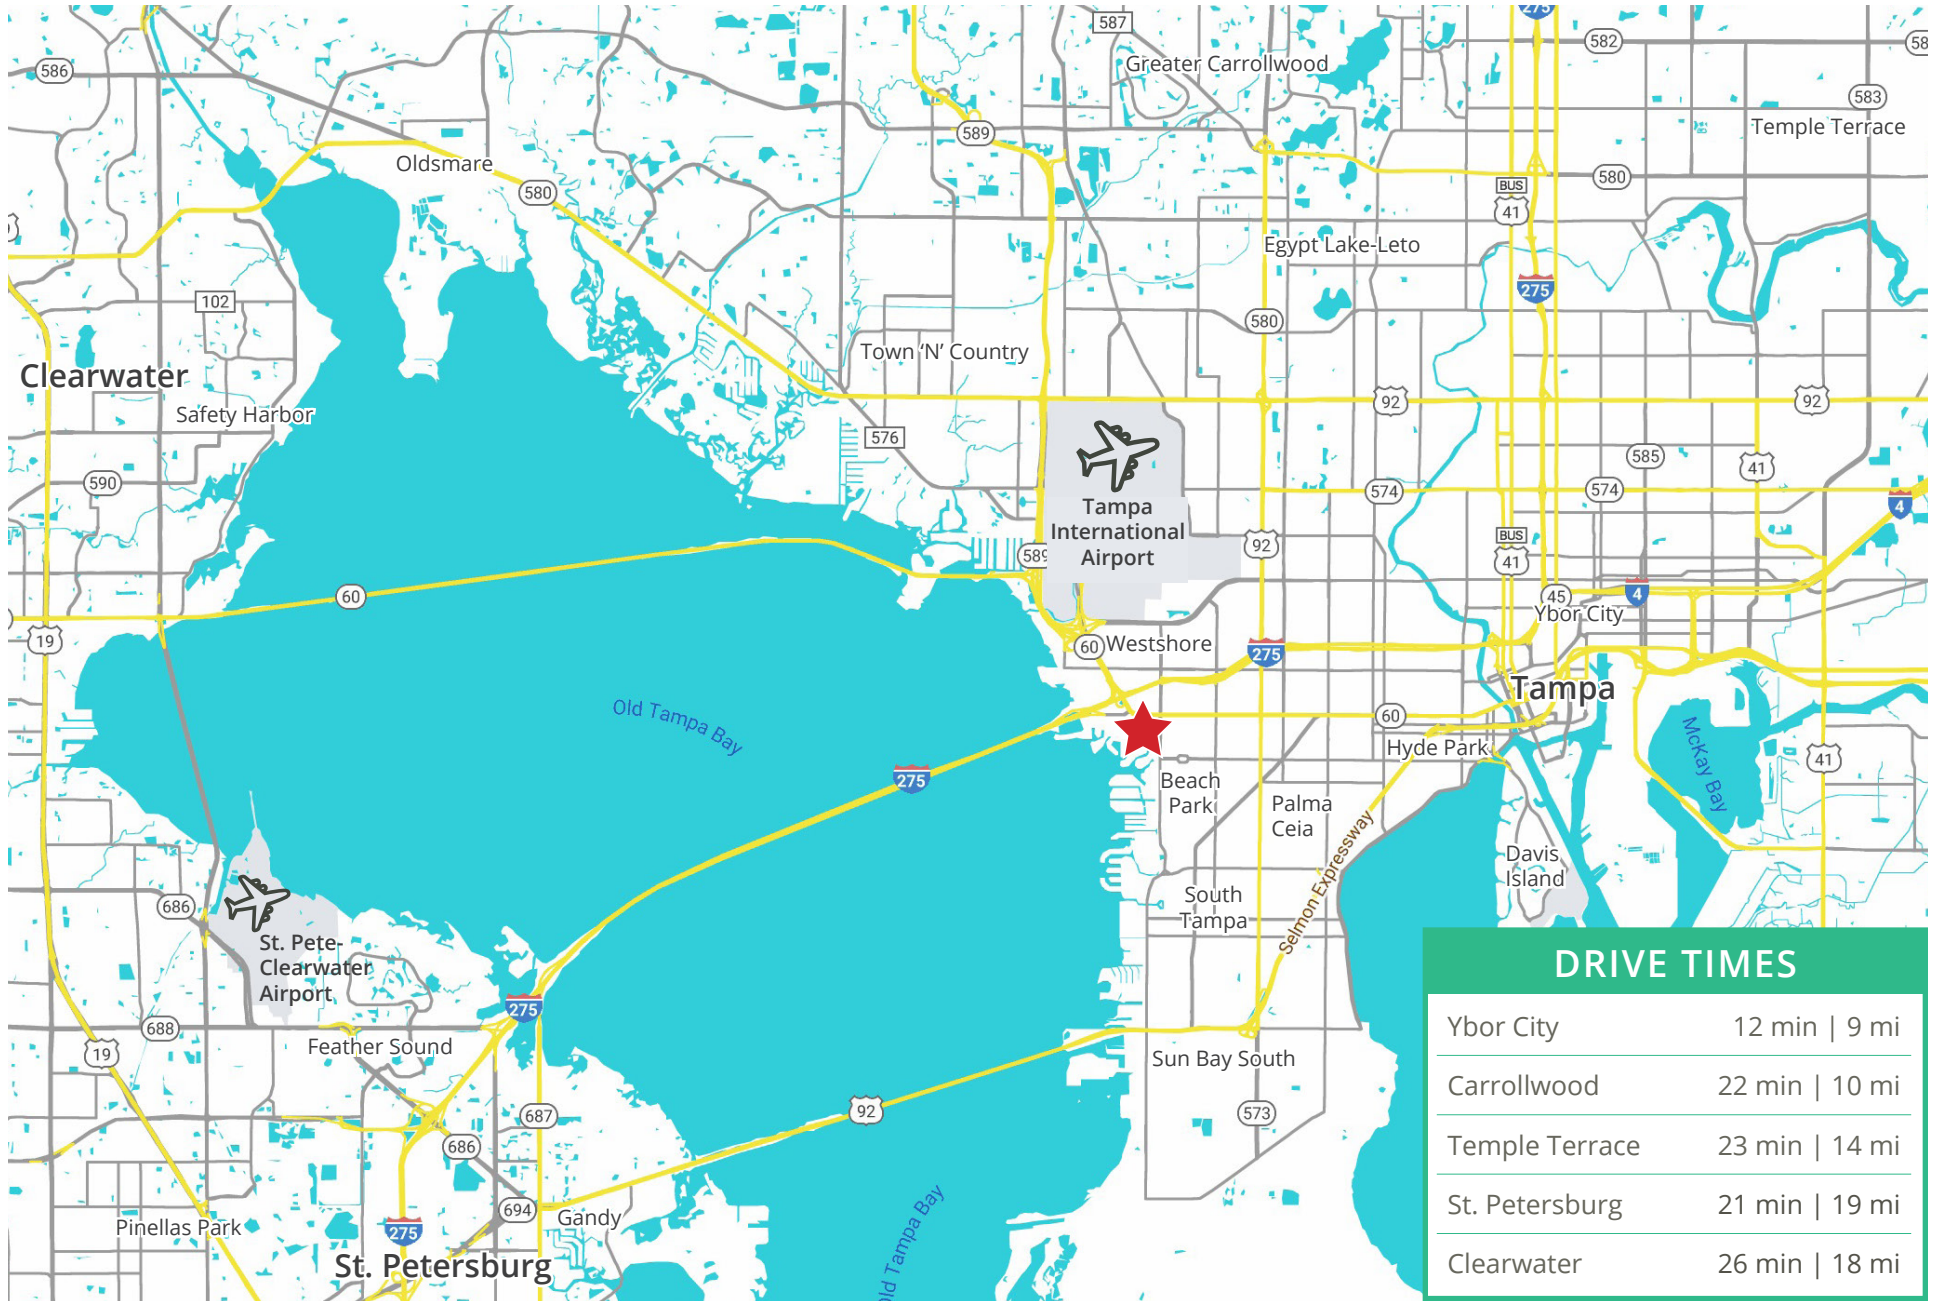 275
587
582
58
586
Greater Carrollwood
583
589
Temple Terrace
Oldsmare
580
580
BUS
41
Egypt Lake-Leto
275
102
580
Town ‘N’ Country
Clearwater
92
92
Safety Harbor
576
585
41
590
574
574
4
Tampa
International
Airport
589
92
BUS
41
60
45
4
Ybor City
19
60
Westshore
275
Tampa
Old Tampa Bay
60
McKay Bay
Hyde Park
41
275
Beach
Park
Palma
Ceia
Selmon Expressway
Davis
Island
686
South
Tampa
St. Pete-
Clearwater
Airport
275
688
19
Feather Sound
Sun Bay South
92
687
573
686
694
Gandy
Pinellas Park
275
St. Petersburg
Old Tampa Bay
DRIVE TIMES
Ybor City 12 min | 9 mi
Carrollwood 22 min | 10 mi
Temple Terrace 23 min | 14 mi
St. Petersburg 21 min | 19 mi
Clearwater 26 min | 18 mi